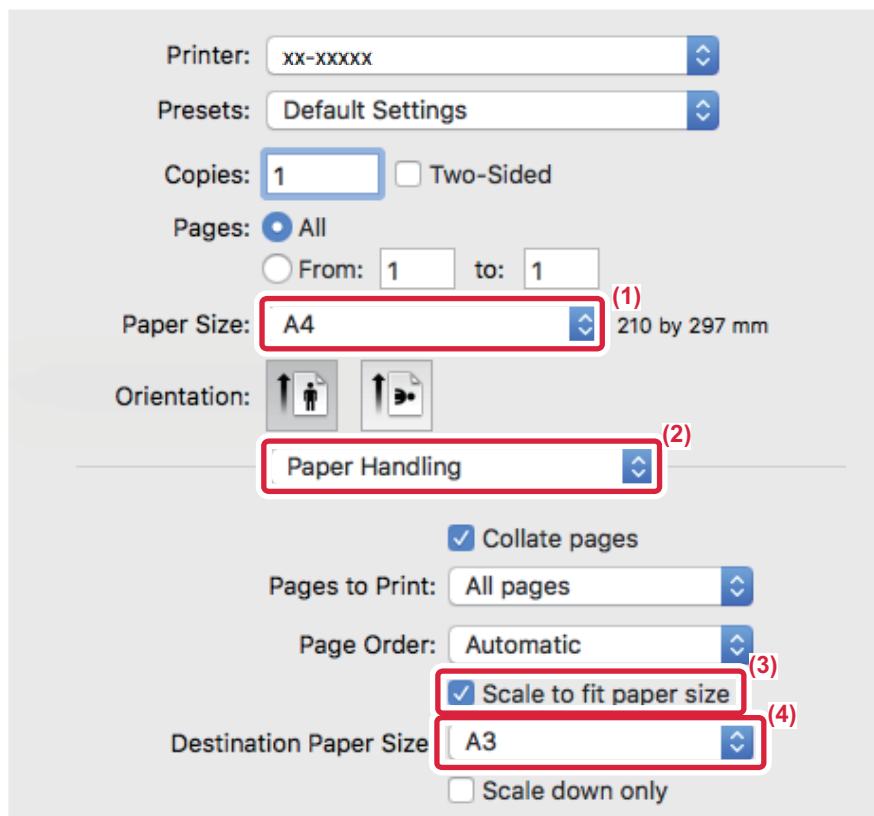 Printer: xx-xxxxx
Presets: Default Settings
Copies: 1 Two-Sided
Pages: All
From: 1 to: 1
(1)
Paper Size: A4 210 by 297 mm
Orientation:
(2)
Paper Handling
Collate pages
Pages to Print: All pages
Page Order: Automatic
(3)
Scale to fit paper size
(4)
Destination Paper Size A3
Scale down only